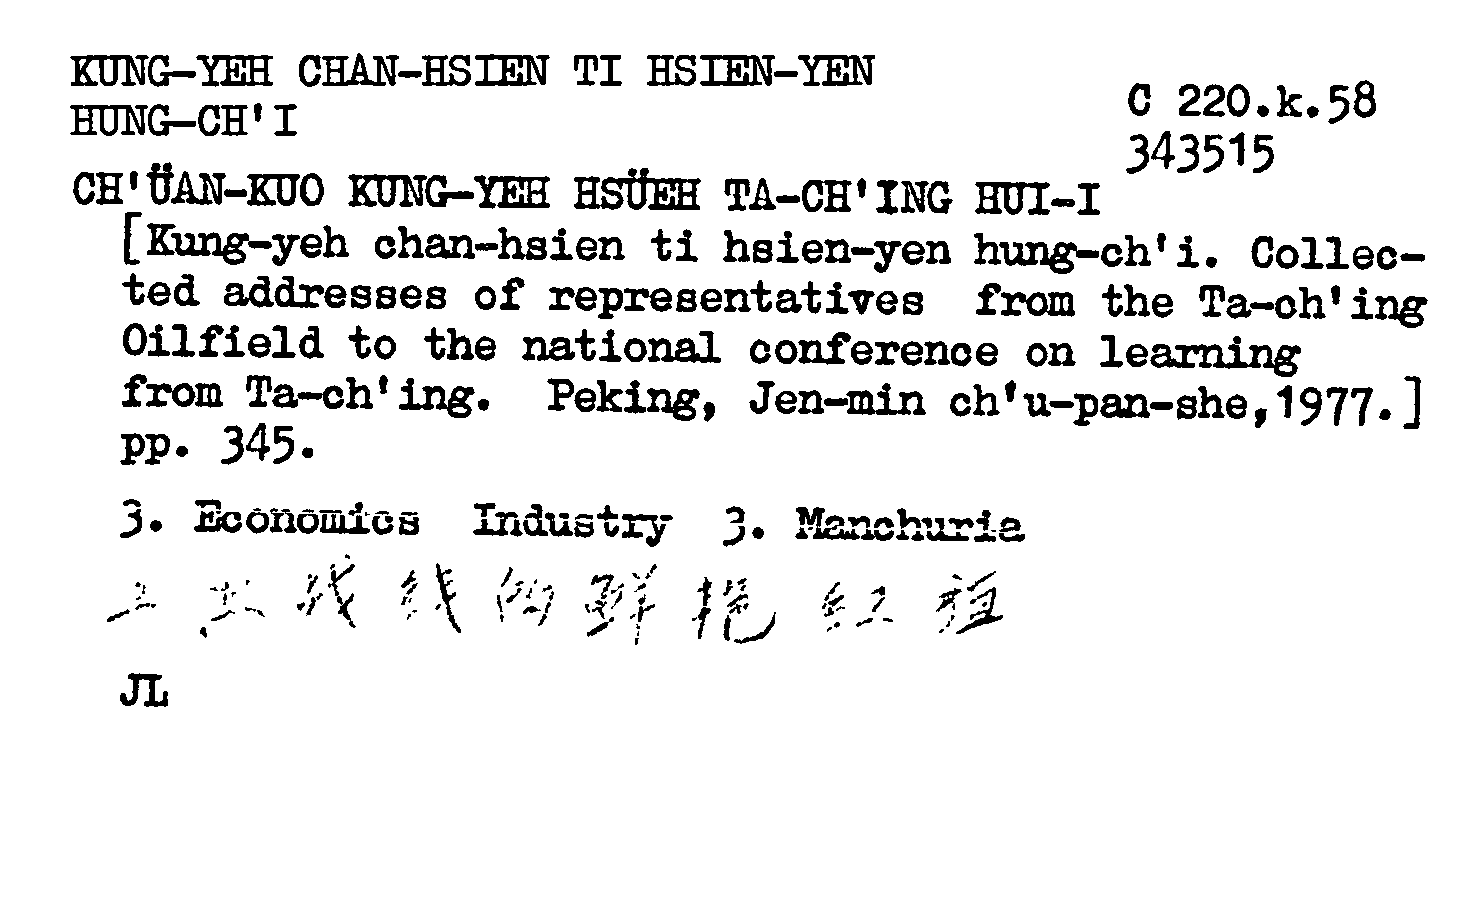 KUNG-YEH CHAN-HSIEN TI HSIEN-YEN
HUNG-CH'I
C 220.k.58
343515
CH'ÜAN-KUO KUNG-YEH HSÜEH TA-CH'ING HUI-I
[Kung-yeh chan-hsien ti hsien-yen hung-ch'i. Collec-
ted addresses of representatives from the Ta-ch'ing
Oilfield to the national conference on learning
from Ta-ch'ing. Peking, Jen-min ch'u-pan-she,1977.]
pp. 345.
3. Economics Industry 3. Manchuria
工业战线的鲜艳红旗
JL